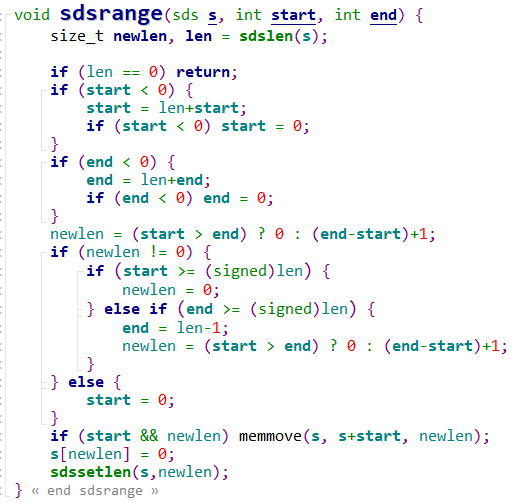 void sdsrange(sds s, int start, int end) {
    size_t newlen, len = sdslen(s);

    if (len == 0) return;
    if (start < 0) {
        start = len+start;
        if (start < 0) start = 0;
    }
    if (end < 0) {
        end = len+end;
        if (end < 0) end = 0;
    }
    newlen = (start > end) ? 0 : (end-start)+1;
    if (newlen != 0) {
        if (start >= (signed)len) {
            newlen = 0;
        } else if (end >= (signed)len) {
            end = len-1;
            newlen = (start > end) ? 0 : (end-start)+1;
        }
    } else {
        start = 0;
    }
    if (start && newlen) memmove(s, s+start, newlen);
    s[newlen] = 0;
    sdssetlen(s,newlen);
} « end sdsrange »